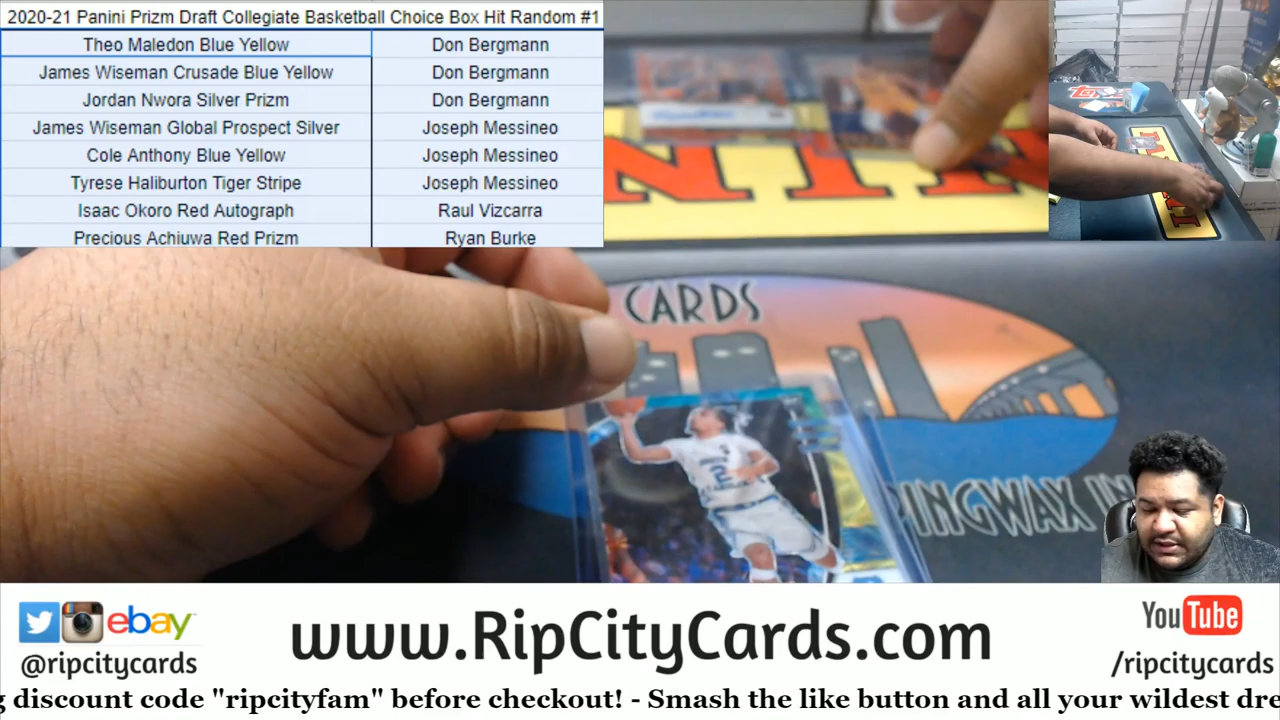 2020-21 Panini Prizm Draft Collegiate Basketball Choice Box Hit Random #1
Theo Maledon Blue Yellow Don Bergmann
James Wiseman Crusade Blue Yellow Don Bergmann
Jordan Nwora Silver Prizm Don Bergmann
James Wiseman Global Prospect Silver Joseph Messineo
Cole Anthony Blue Yellow Joseph Messineo
Tyrese Haliburton Tiger Stripe Joseph Messineo
Isaac Okoro Red Autograph Raul Vizcarra
Precious Achiuwa Red Prizm Ryan Burke
CARDS
PINGWAX IN
2
ebay
@ripcitycards
www.RipCityCards.com
YouTube
/ripcitycards
g discount code "ripcityfam" before checkout! - Smash the like button and all your wildest dre